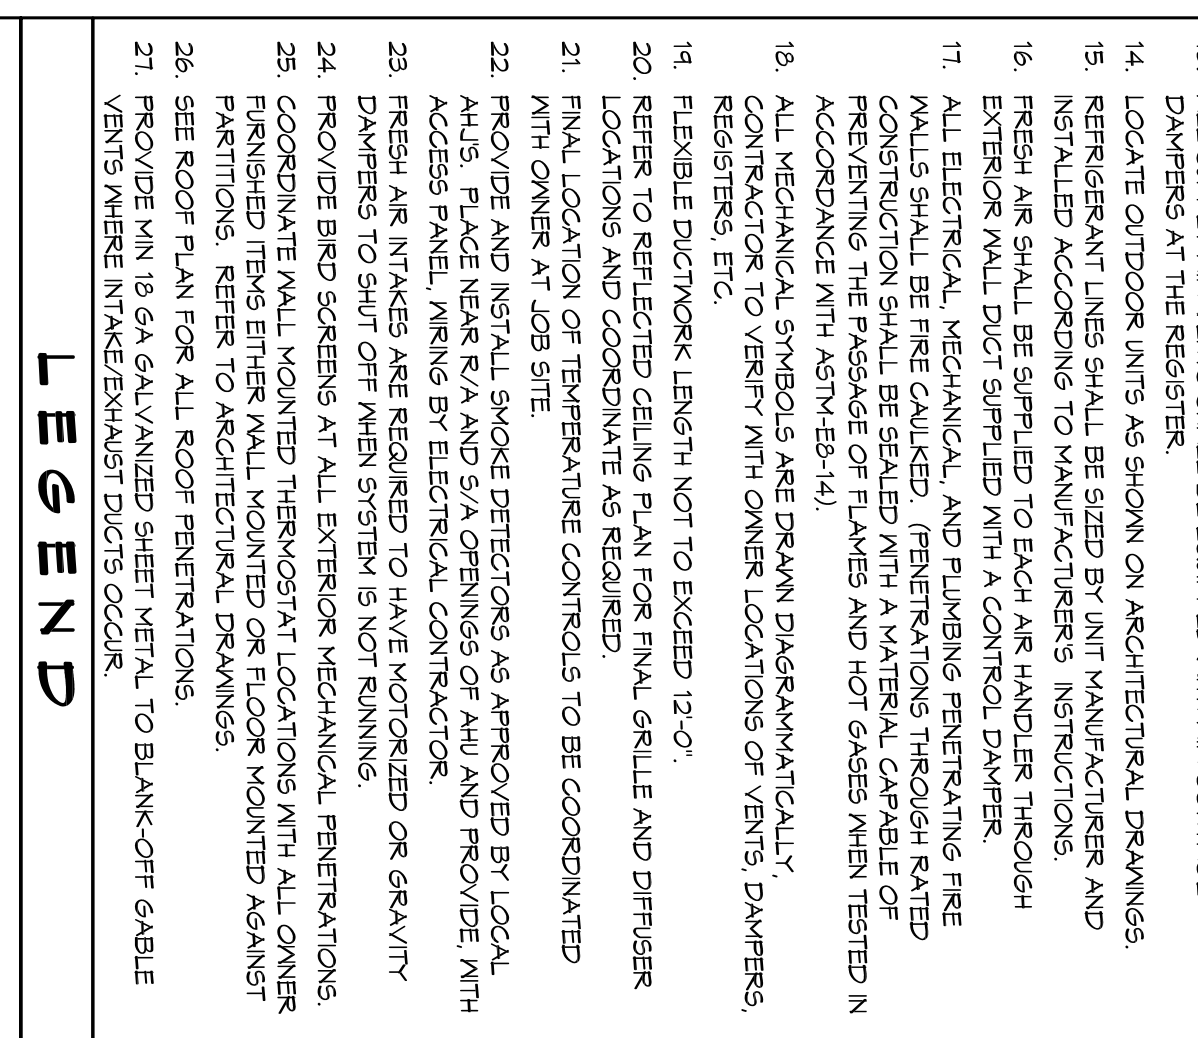 DAMPERS AT THE REGISTER.
14. LOCATE OUTDOOR UNITS AS SHOWN ON ARCHITECTURAL DRAWINGS.
15. REFRIGERANT LINES SHALL BE SIZED BY UNIT MANUFACTURER AND
INSTALLED ACCORDING TO MANUFACTURER'S INSTRUCTIONS.
16. FRESH AIR SHALL BE SUPPLIED TO EACH AIR HANDLER THROUGH
EXTERIOR WALL DUCT SUPPLIED WITH A CONTROL DAMPER.
17. ALL ELECTRICAL, MECHANICAL, AND PLUMBING PENETRATING FIRE
WALLS SHALL BE FIRE CAULKED. (PENETRATIONS THROUGH RATED
CONSTRUCTION SHALL BE SEALED WITH A MATERIAL CAPABLE OF
PREVENTING THE PASSAGE OF FLAMES AND HOT GASES WHEN TESTED IN
ACCORDANCE WITH ASTM-E8-14).
18. ALL MECHANICAL SYMBOLS ARE DRAWN DIAGRAMMATICALLY,
CONTRACTOR TO VERIFY WITH OWNER LOCATIONS OF VENTS, DAMPERS,
REGISTERS, ETC.
19. FLEXIBLE DUCTWORK LENGTH NOT TO EXCEED 12'-0".
20. REFER TO REFLECTED CEILING PLAN FOR FINAL GRILLE AND DIFFUSER
LOCATIONS AND COORDINATE AS REQUIRED.
21. FINAL LOCATION OF TEMPERATURE CONTROLS TO BE COORDINATED
WITH OWNER AT JOB SITE.
22. PROVIDE AND INSTALL SMOKE DETECTORS AS APPROVED BY LOCAL
AHJ'S. PLACE NEAR R/A AND S/A OPENINGS OF AHU AND PROVIDE, WITH
ACCESS PANEL, WIRING BY ELECTRICAL CONTRACTOR.
23. FRESH AIR INTAKES ARE REQUIRED TO HAVE MOTORIZED OR GRAVITY
DAMPERS TO SHUT OFF WHEN SYSTEM IS NOT RUNNING.
24. PROVIDE BIRD SCREENS AT ALL EXTERIOR MECHANICAL PENETRATIONS.
25. COORDINATE WALL MOUNTED THERMOSTAT LOCATIONS WITH ALL OWNER
FURNISHED ITEMS EITHER WALL MOUNTED OR FLOOR MOUNTED AGAINST
PARTITIONS. REFER TO ARCHITECTURAL DRAWINGS.
26. SEE ROOF PLAN FOR ALL ROOF PENETRATIONS.
27. PROVIDE MIN 18 GA GALVANIZED SHEET METAL TO BLANK-OFF GABLE
VENTS WHERE INTAKE/EXHAUST DUCTS OCCUR.
LEGEND